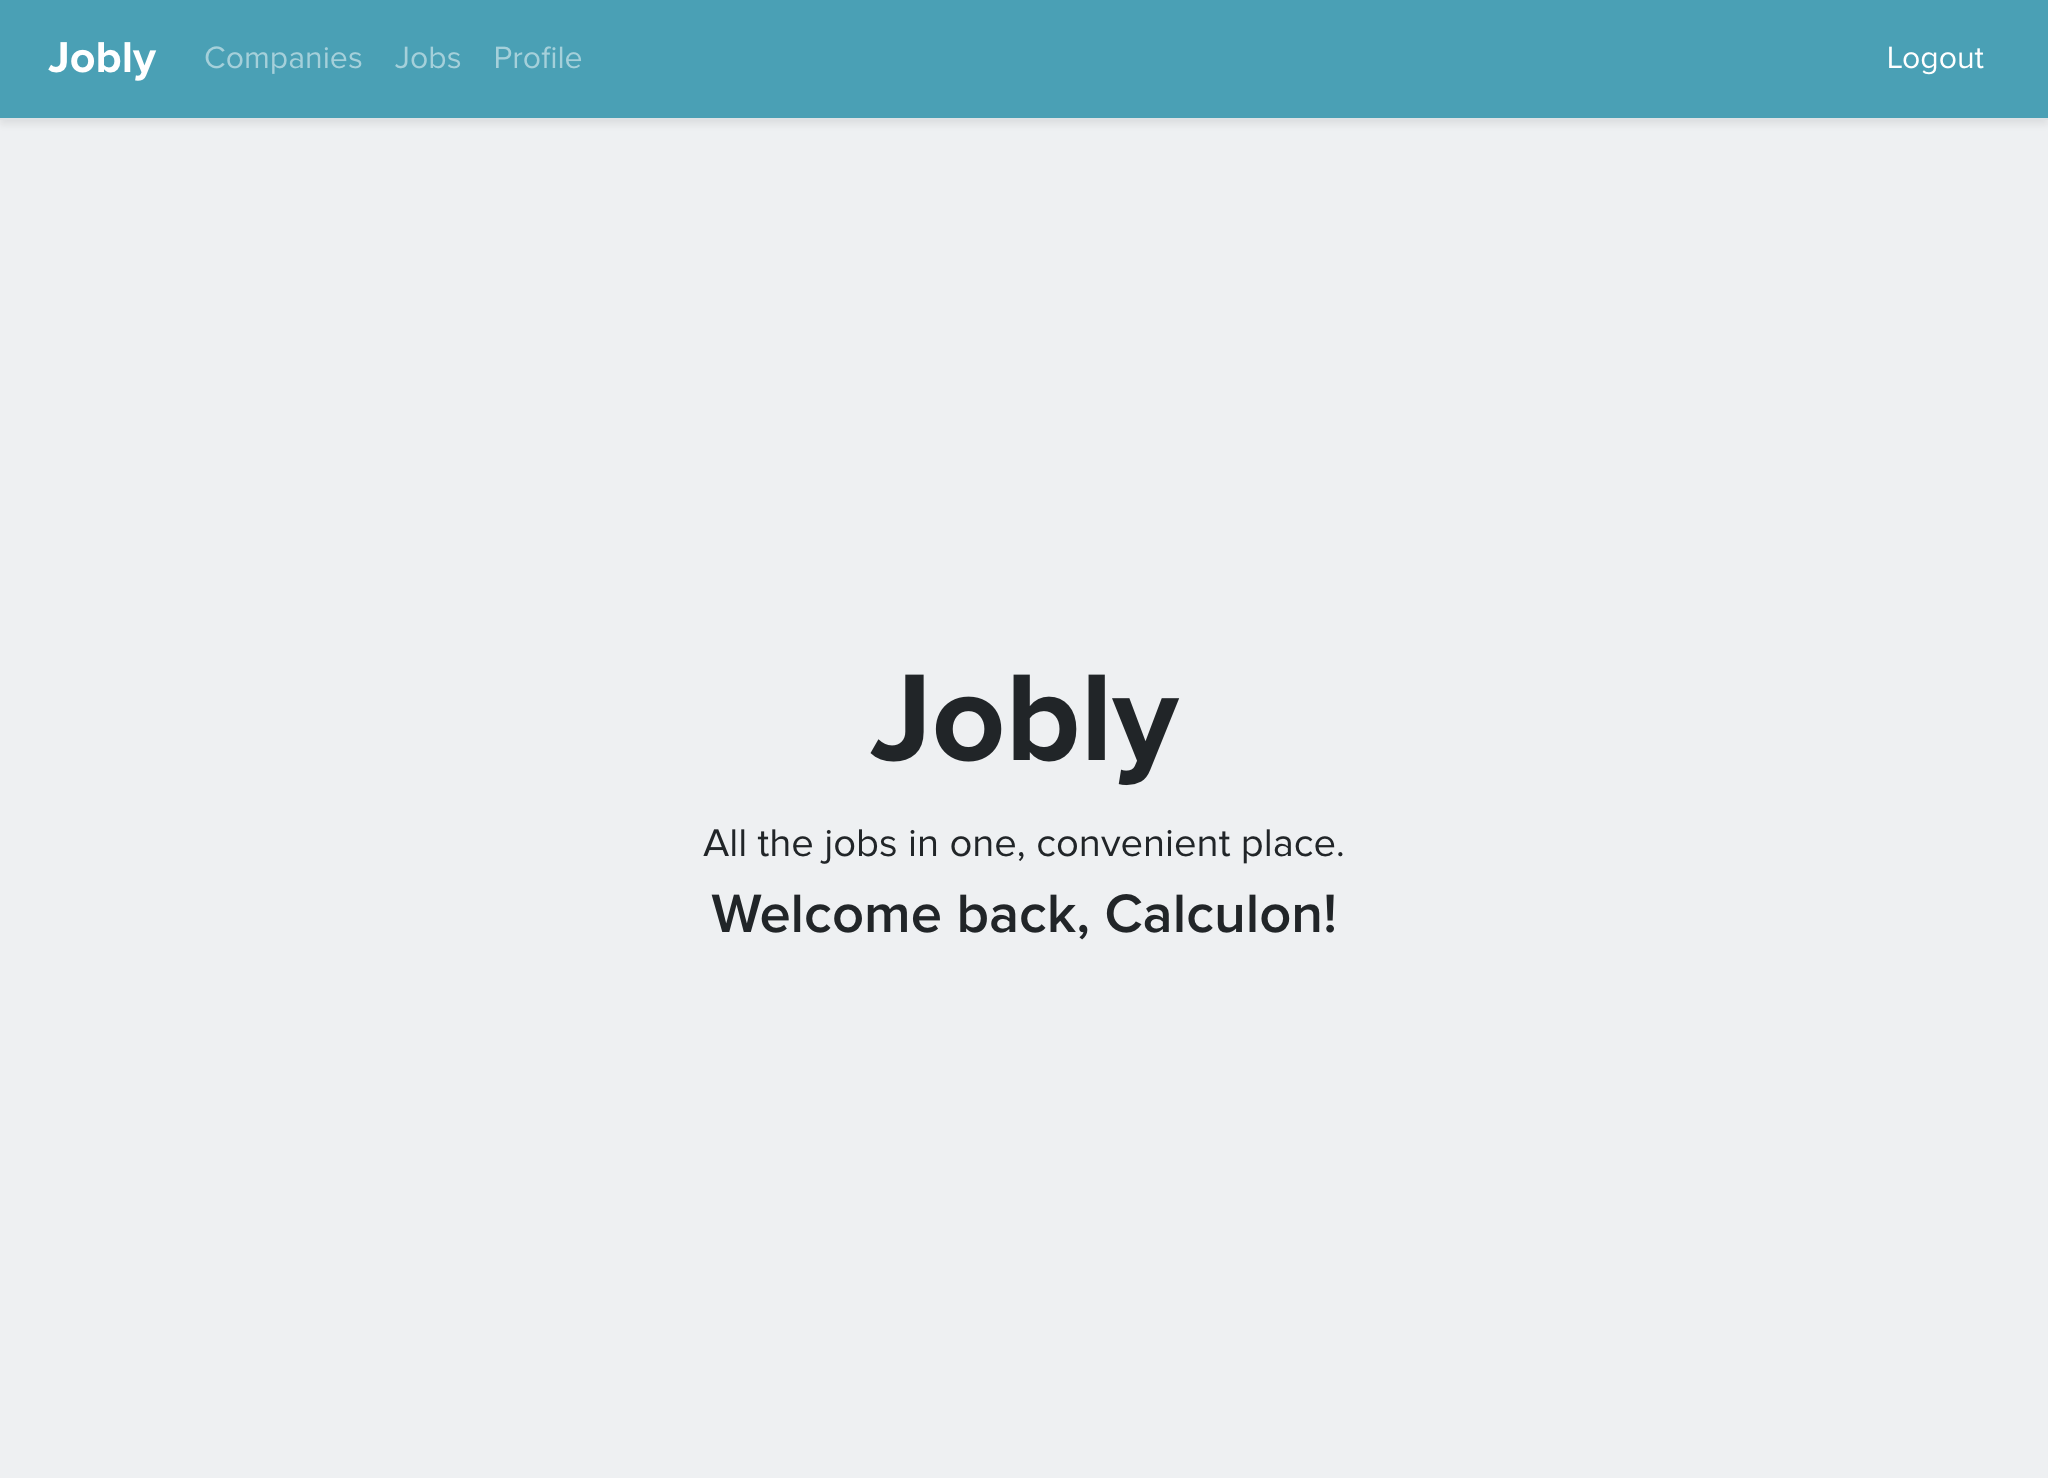 Jobly Companies Jobs Profile Logout
Jobly
All the jobs in one, convenient place.
Welcome back, Calculon!